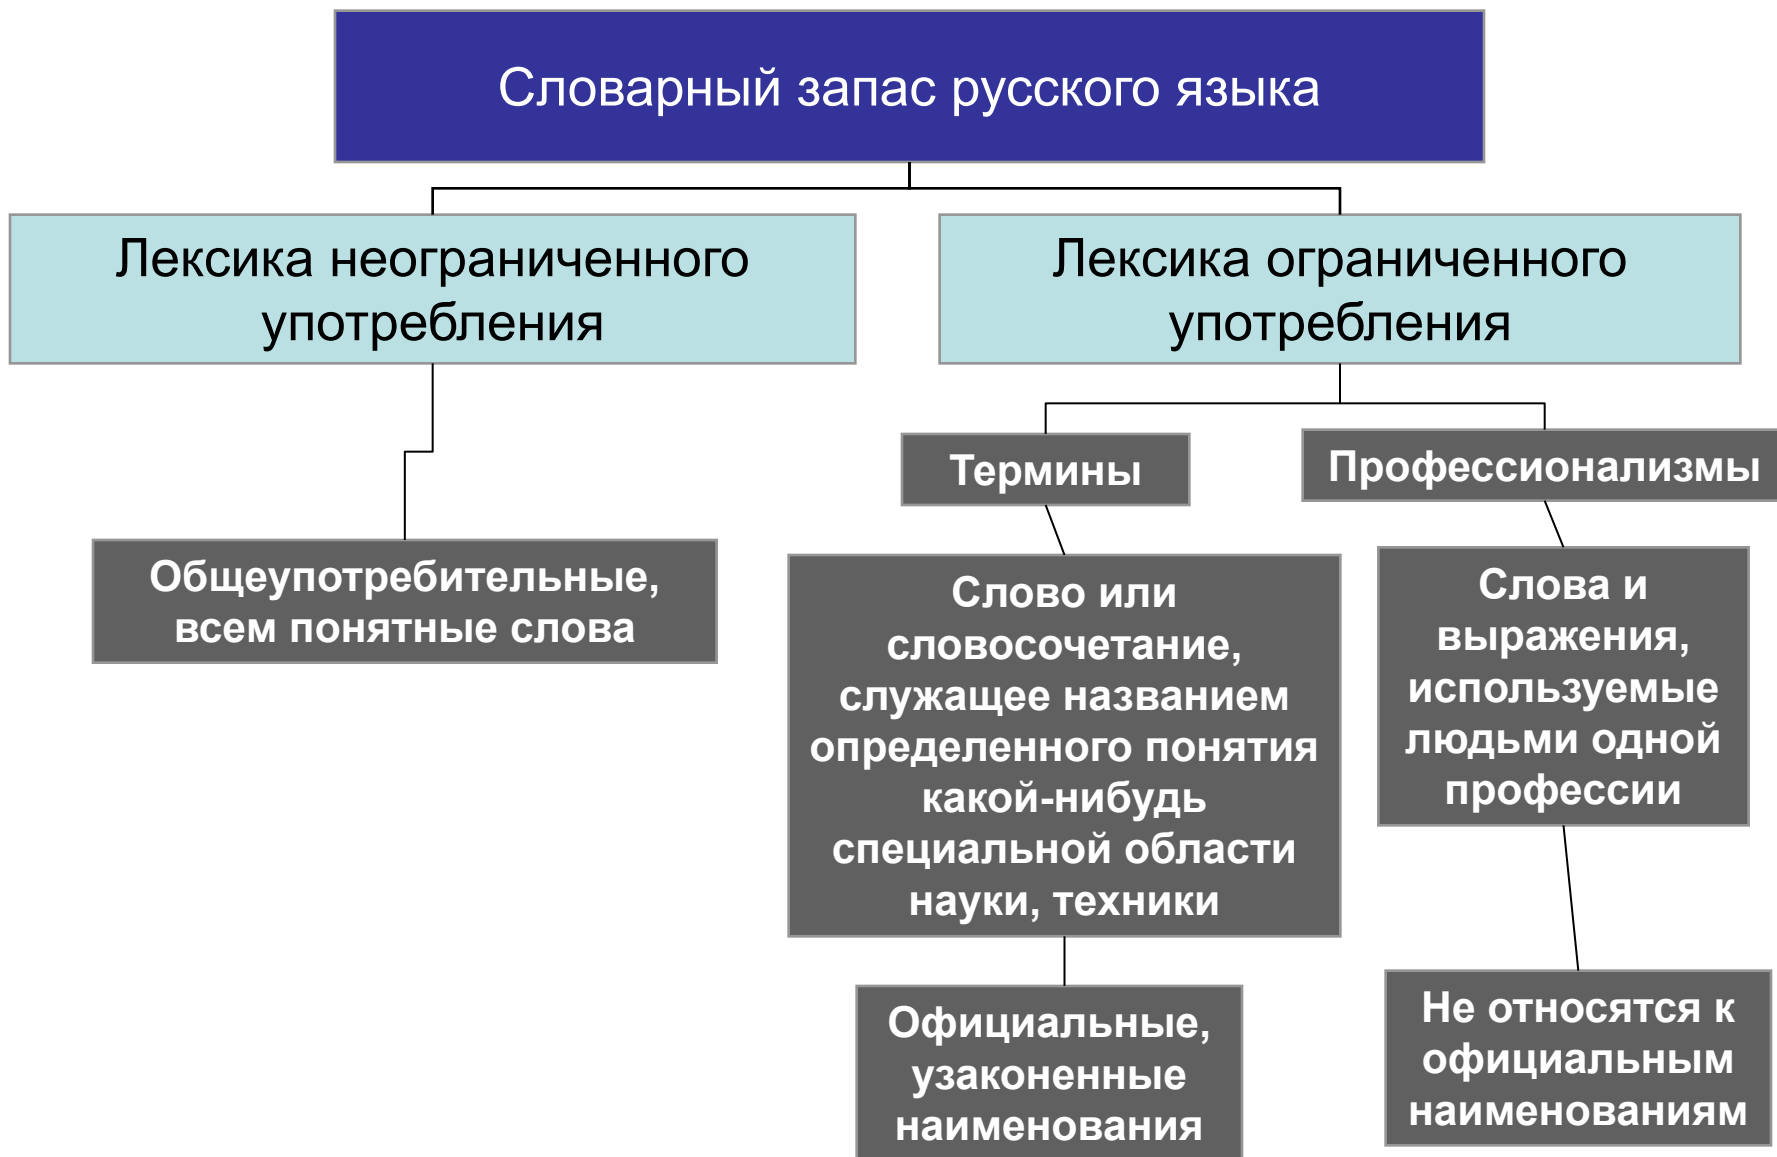 Словарный запас русского языка
Лексика неограниченного
употребления
Лексика ограниченного
употребления
Термины
Профессионализмы
Общеупотребительные,
всем понятные слова
Слово или
словосочетание,
служащее названием
определенного понятия
какой-нибудь
специальной области
науки, техники
Слова и
выражения,
используемые
людьми одной
профессии
Официальные,
узаконенные
наименования
Не относятся к
официальным
наименованиям